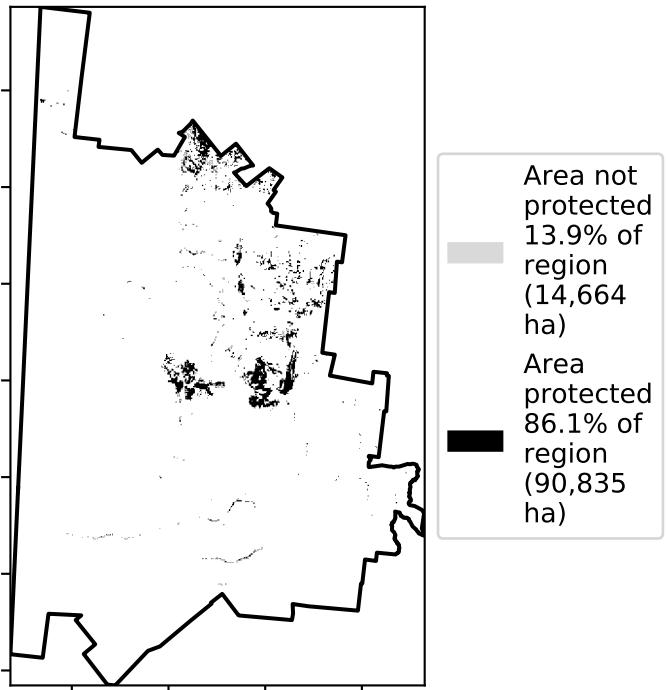 Area not
protected
13.9% of
region
(14,664
ha)
Area
protected
86.1% of
region
(90,835
ha)